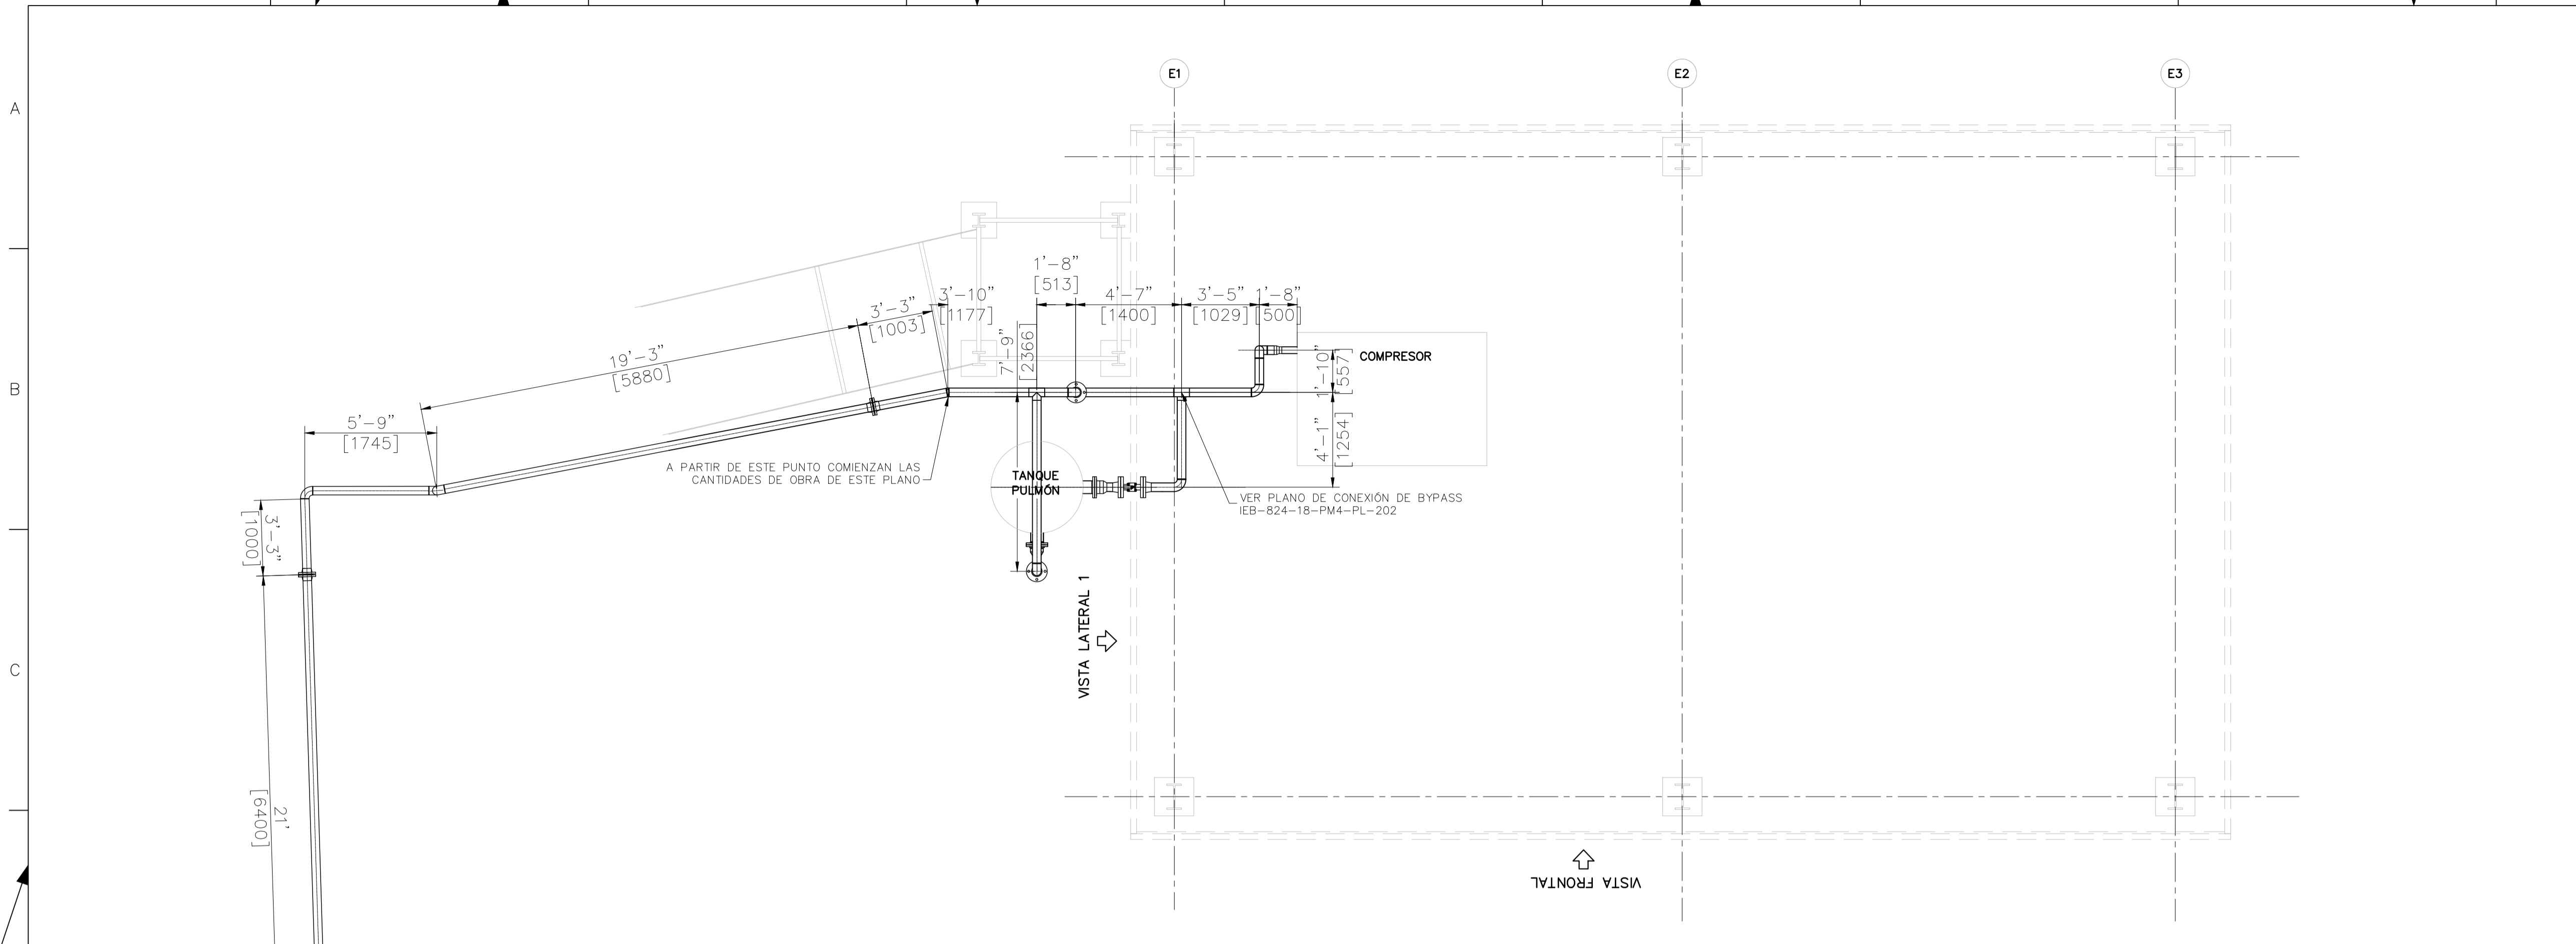 E1
E2
E3
A
1'-8"
[513]
3'-10"
[1177]
4'-7"
[1400]
3'-5"
[1029]
1'-8"
[500]
3'-3"
[1003]
19'-3"
[5880]
7'-9"
[2366]
1'-10"
[557]
COMPRESOR
B
5'-9"
[1745]
4'-1"
[1254]
A PARTIR DE ESTE PUNTO COMIENZAN LAS
CANTIDADES DE OBRA DE ESTE PLANO
TANQUE
PULMÓN
VER PLANO DE CONEXIÓN DE BYPASS
IEB-824-18-PM4-PL-202
3'-3"
[1000]
VISTA LATERAL 1
C
21'
[6400]
VISTA FRONTAL